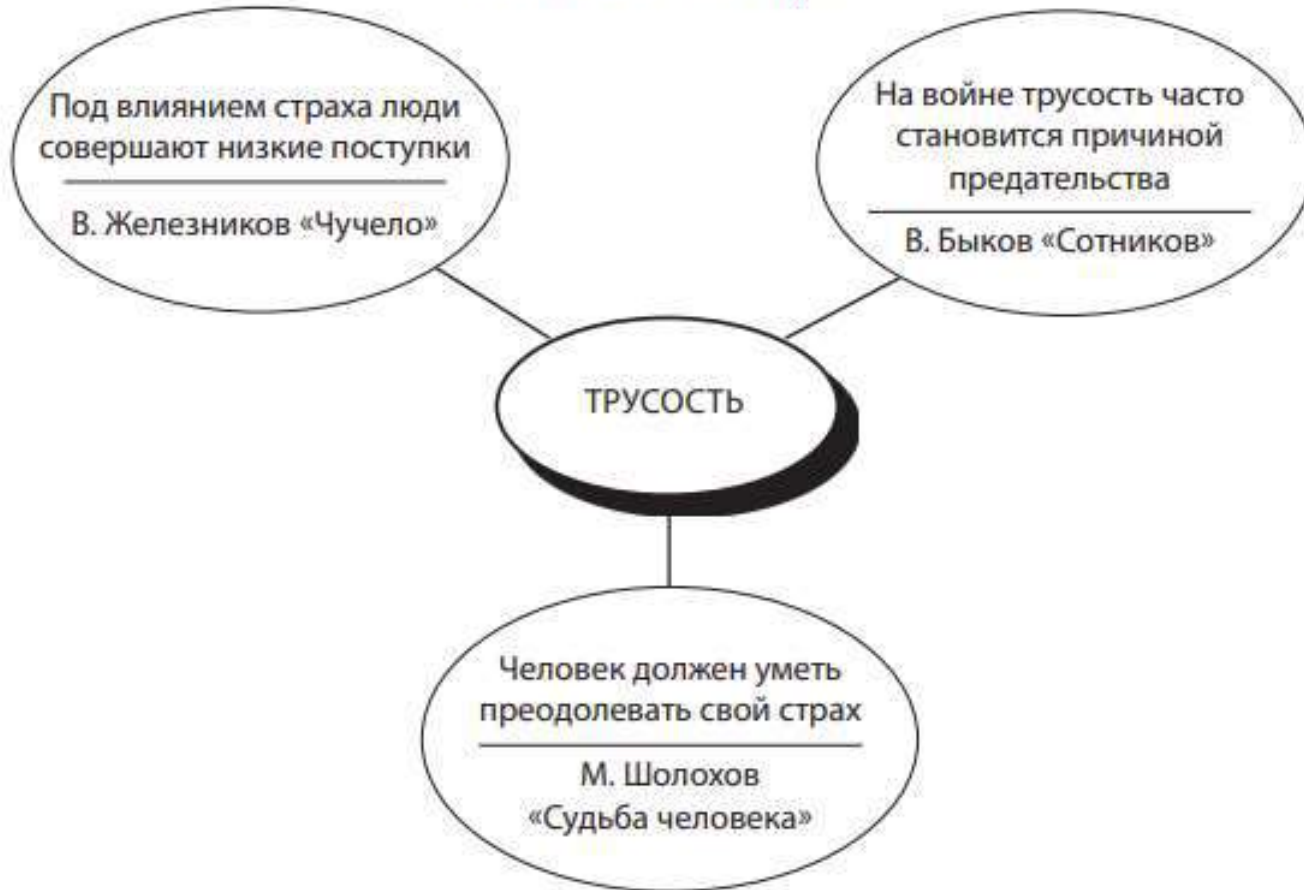 Под влиянием страха люди
совершают низкие поступки
В. Железников «Чучело»
На войне трусость часто
становится причиной
предательства
В. Быков «Сотников»
ТРУСОСТЬ
Человек должен уметь
преодолевать свой страх
М. Шолохов
«Судьба человека»